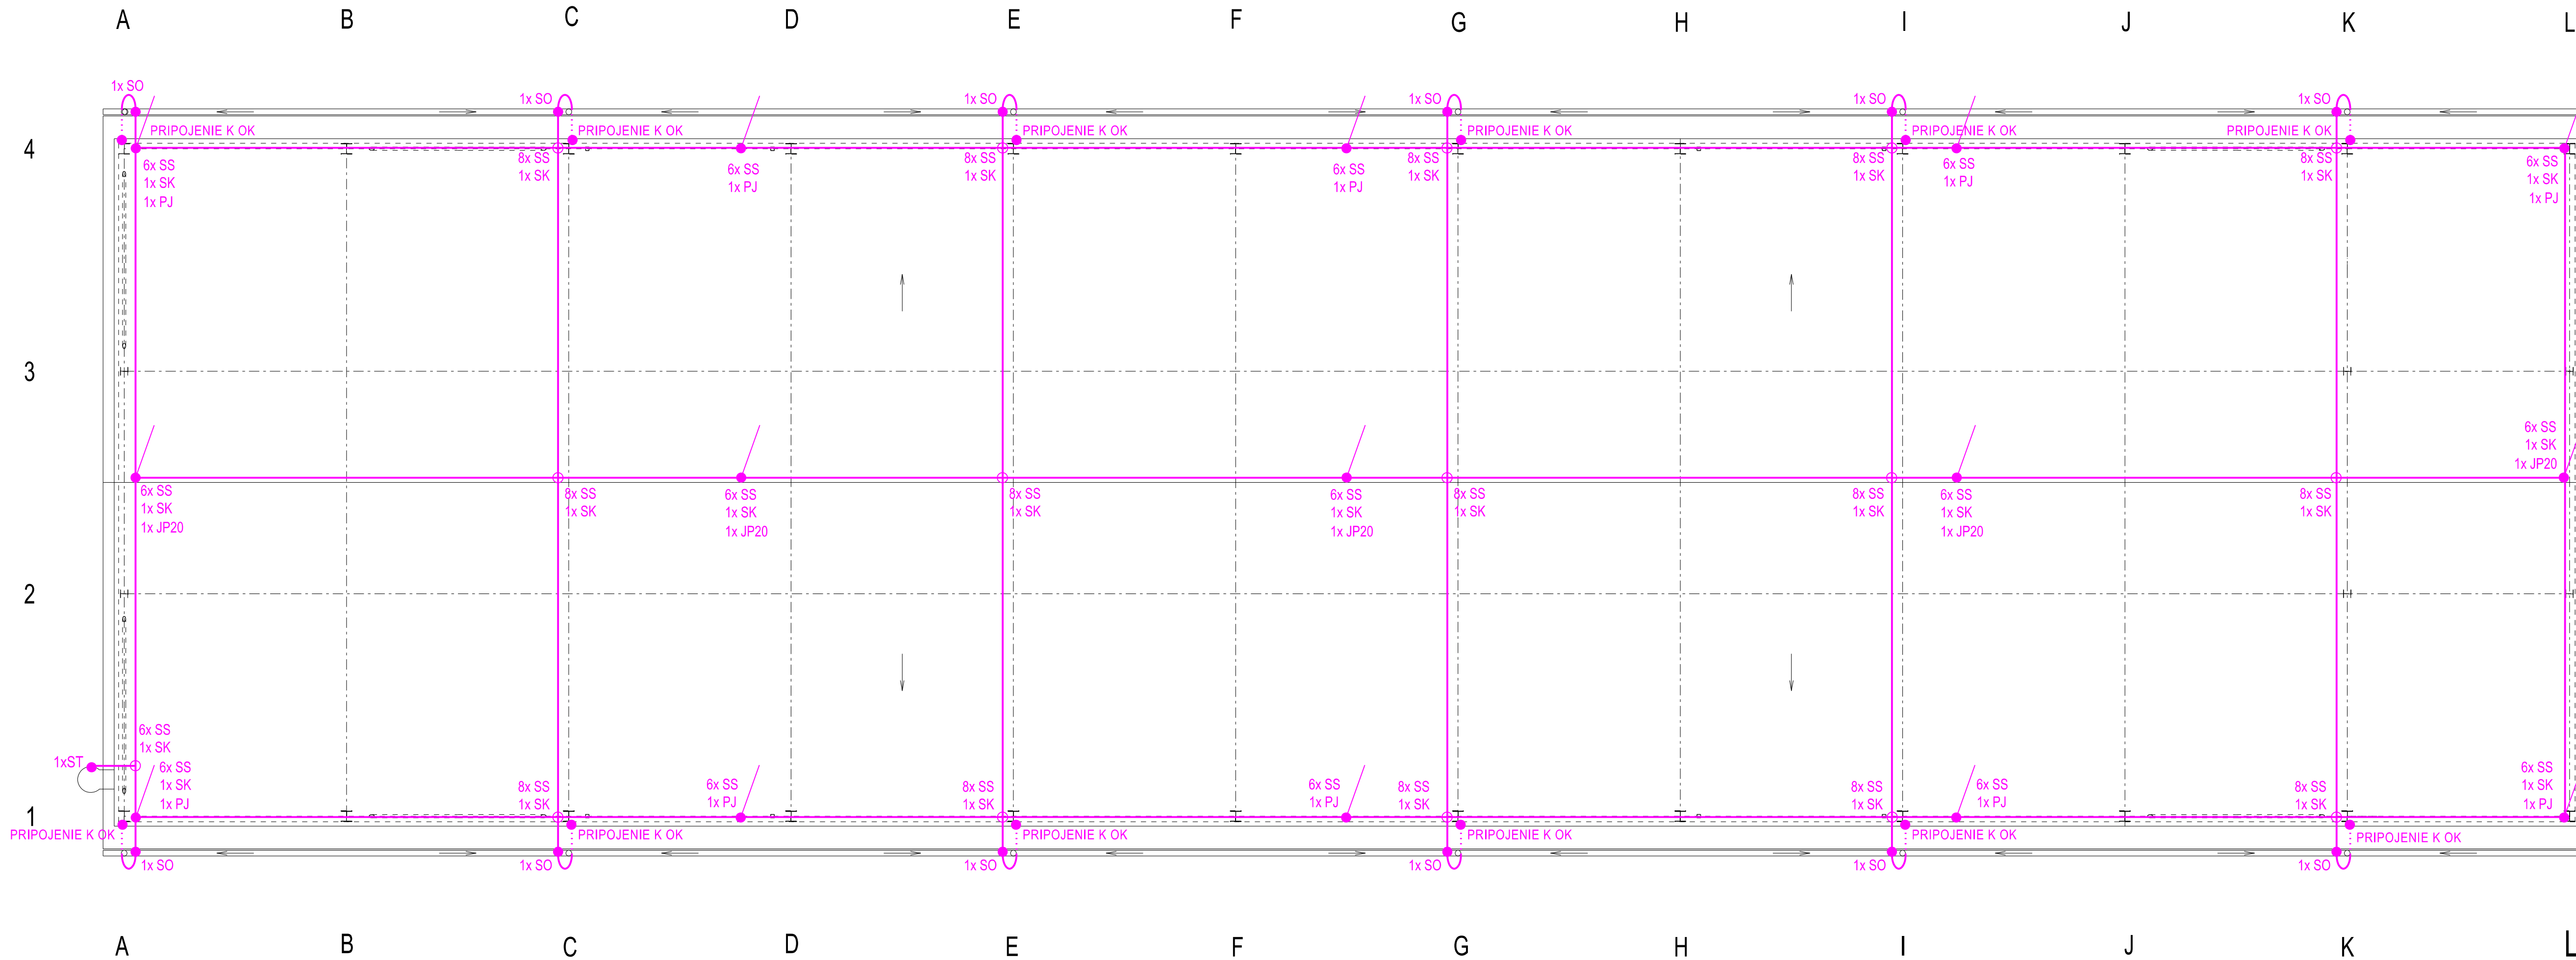 A B C D E F G H I J K L
1x SO
1x SO 1x SO 1x SO 1x SO 1x SO
PRIPOJENIE K OK PRIPOJENIE K OK PRIPOJENIE K OK PRIPOJENIE K OK PRIPOJENIE K OK PRIPOJENIE K OK
4
8x SS 8x SS 8x SS 8x SS 8x SS
1x SK 1x SK 1x SK 1x SK 1x SK
6x SS 6x SS 6x SS 6x SS 6x SS
1x SK 1x PJ 1x PJ 1x PJ 1x SK
1x PJ 1x PJ
3
6x SS
1x SK
1x JP20
6x SS 8x SS 6x SS 8x SS 6x SS 8x SS 8x SS 6x SS 8x SS
1x SK 1x SK 1x SK 1x SK 1x SK 1x SK 1x SK 1x SK 1x SK
1x JP20 1x JP20 1x JP20 1x JP20
2
6x SS
1x SK
1xST
6x SS 6x SS
1x SK 1x SK
1x PJ 1x PJ
8x SS 6x SS 8x SS 6x SS 8x SS 8x SS 6x SS 8x SS
1x SK 1x PJ 1x SK 1x PJ 1x SK 1x SK 1x PJ 1x SK
1
PRIPOJENIE K OK PRIPOJENIE K OK PRIPOJENIE K OK PRIPOJENIE K OK PRIPOJENIE K OK PRIPOJENIE K OK
1x SO 1x SO 1x SO 1x SO 1x SO 1x SO
A B C D E F G H I J K L